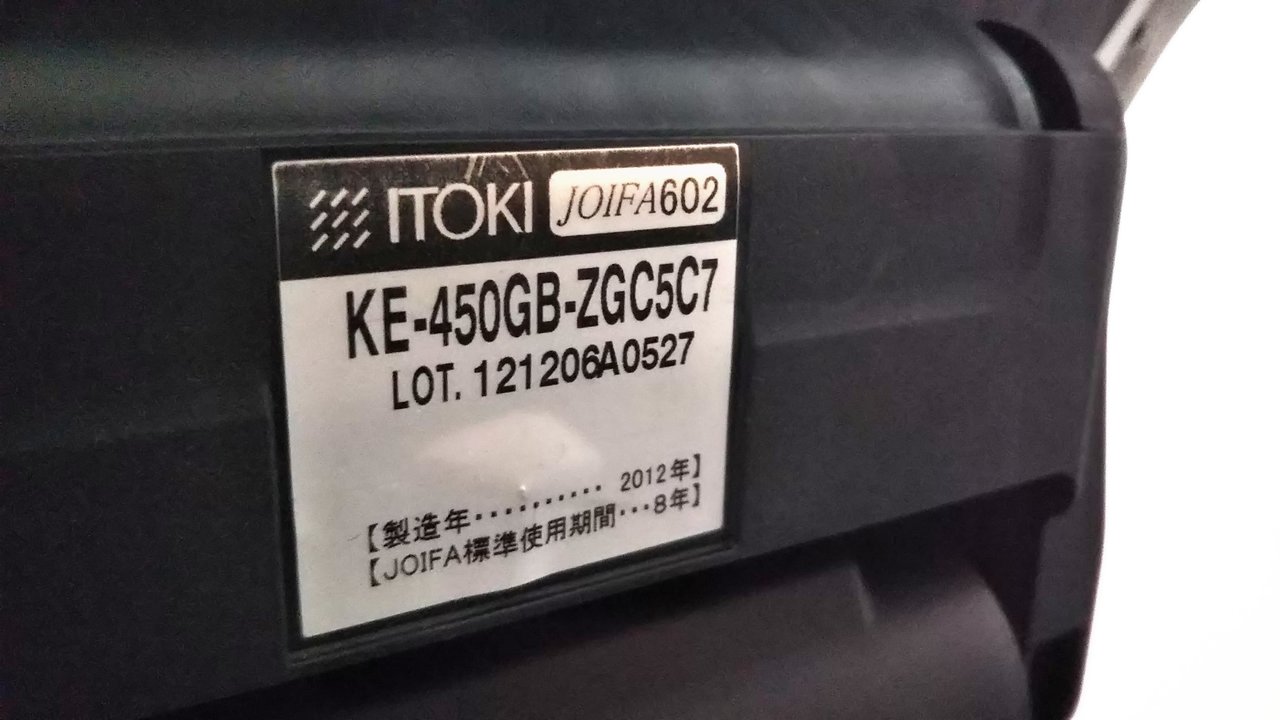 ITOKI JOIFA602
KE-450GB-ZGC5C7
LOT. 121206A0527
【製造年・・・・・・・・・・ 2012年】
【JOIFA標準使用期間・・・8年】